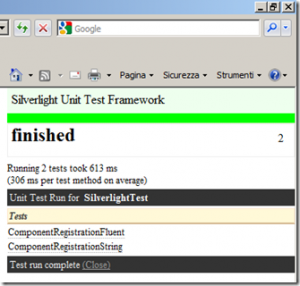 Google
Pagina Sicurezza Strumenti
Silverlight Unit Test Framework
finished 2
Running 2 tests took 613 ms
(306 ms per test method on average)
Unit Test Run for SilverlightTest
Tests
ComponentRegistrationFluent
ComponentRegistrationString
Test run complete (Close)